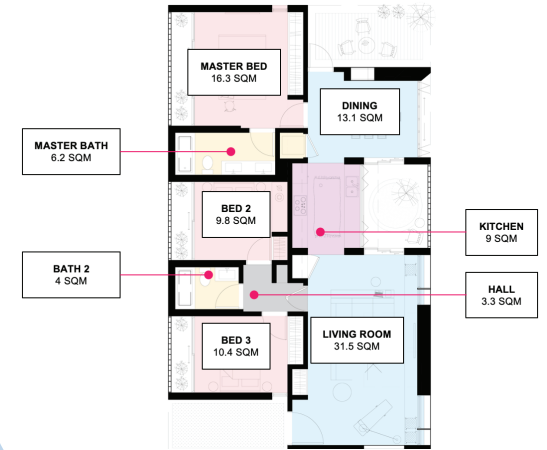 MASTER BED
16.3 SQM
DINING
13.1 SQM
MASTER BATH
6.2 SQM
BED 2
9.8 SQM
KITCHEN
9 SQM
BATH 2
4 SQM
HALL
3.3 SQM
BED 3
10.4 SQM
LIVING ROOM
31.5 SQM